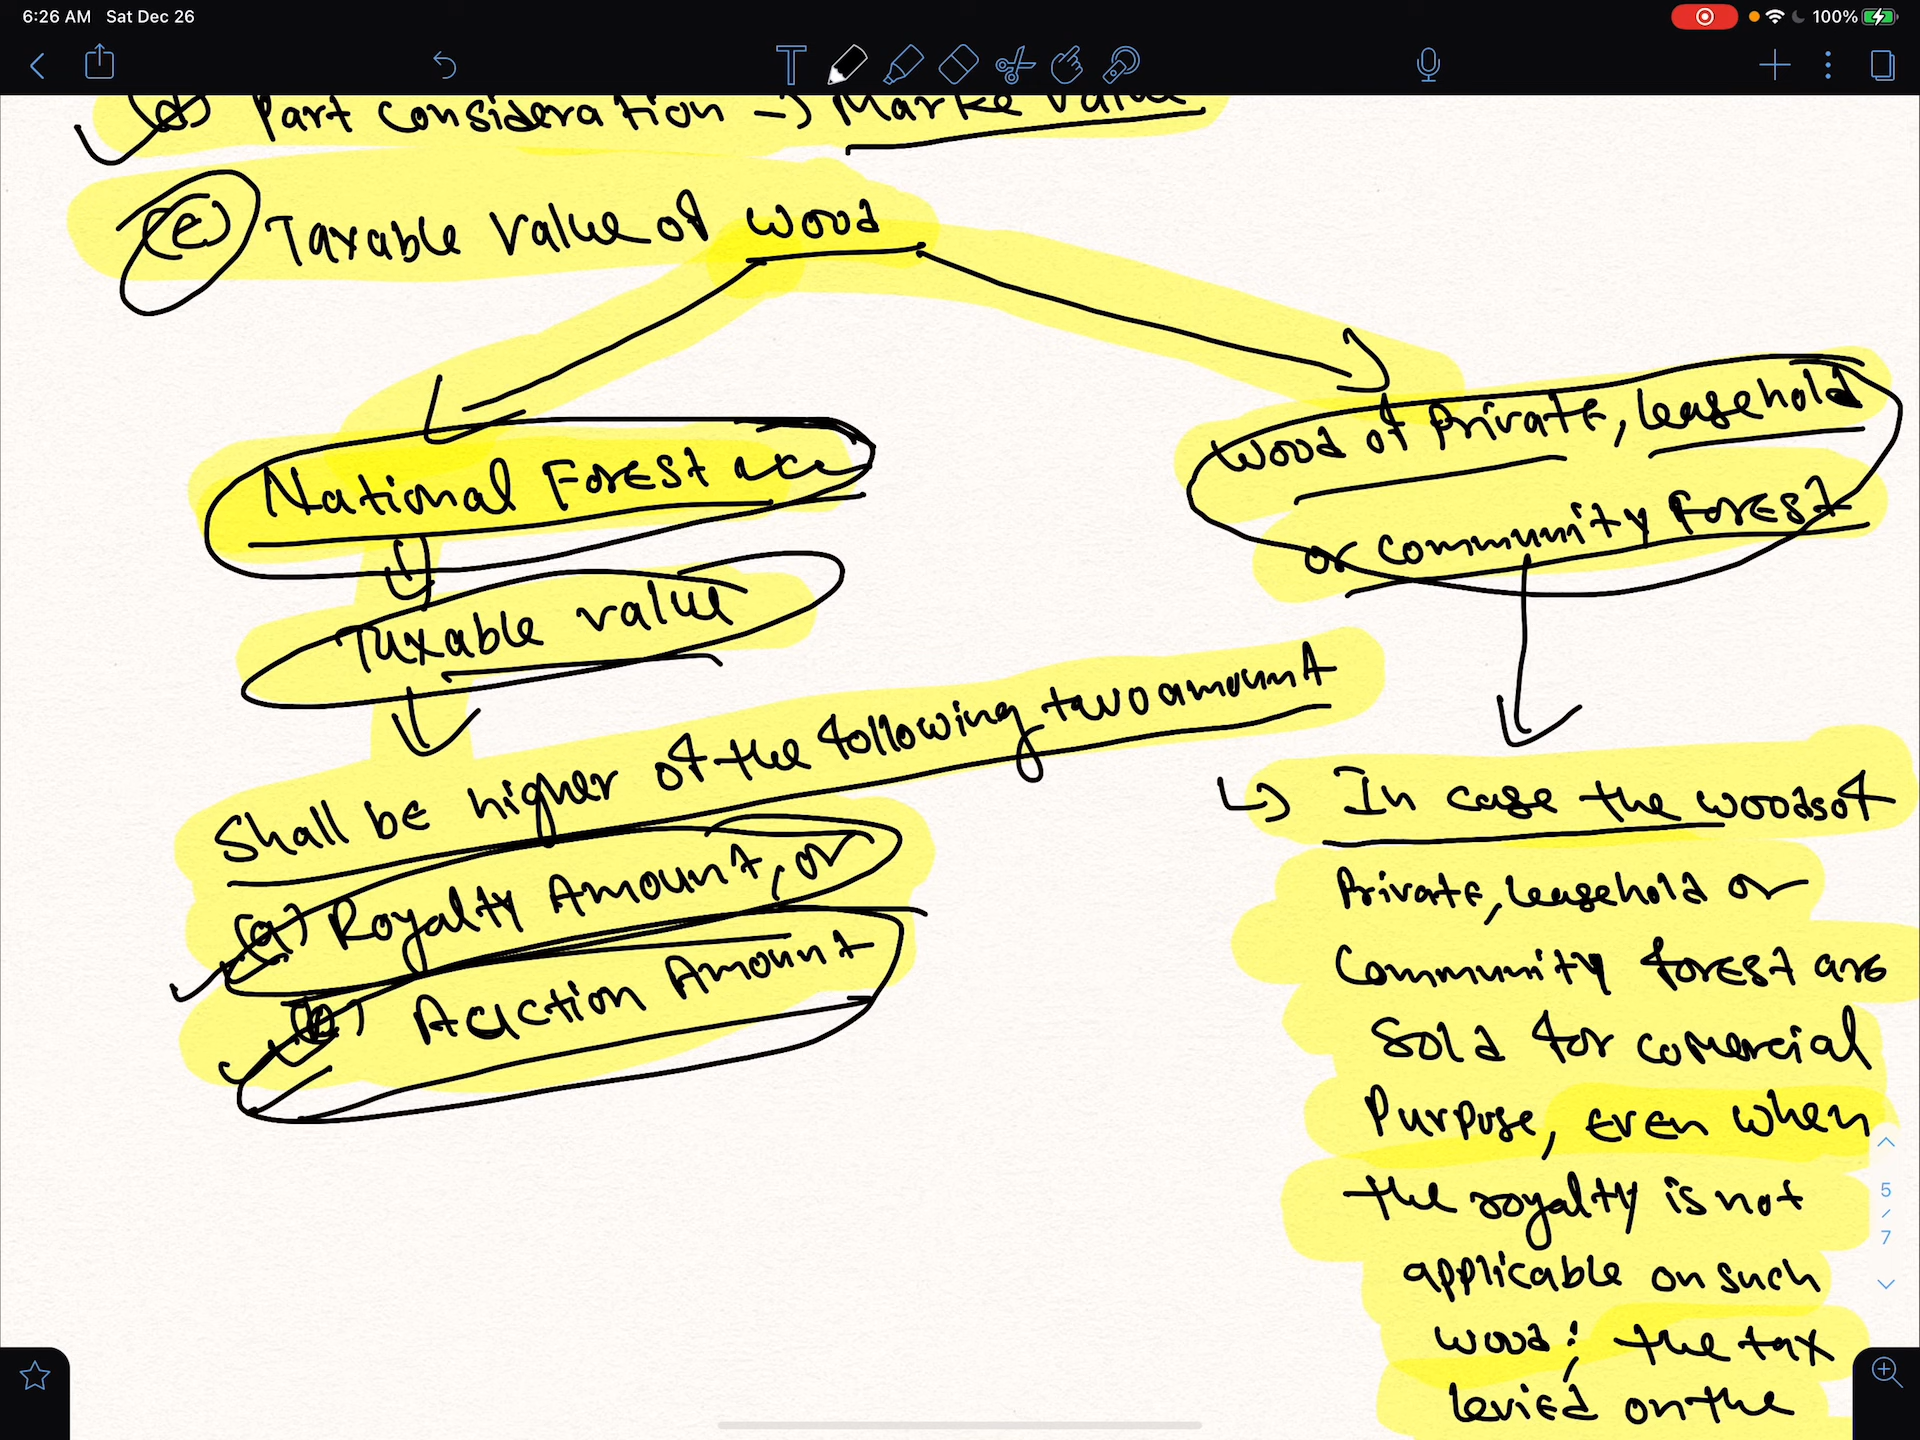 6:26 AM Sat Dec 26
100%
(d) Part consideration → Marke value
(e) Taxable Value of Wood
National Forest
Taxable value
Shall be higher of the following two amount
(a) Royalty Amount, or
(b) Auction Amount
Wood of Private, leasehold
or Community Forest
↳ In case the woods of
Private, leasehold or
Community forest are
Sold for comercial
Purpose, even when
the royalty is not
applicable on such
wood; the tax
levied on the
5
/
7